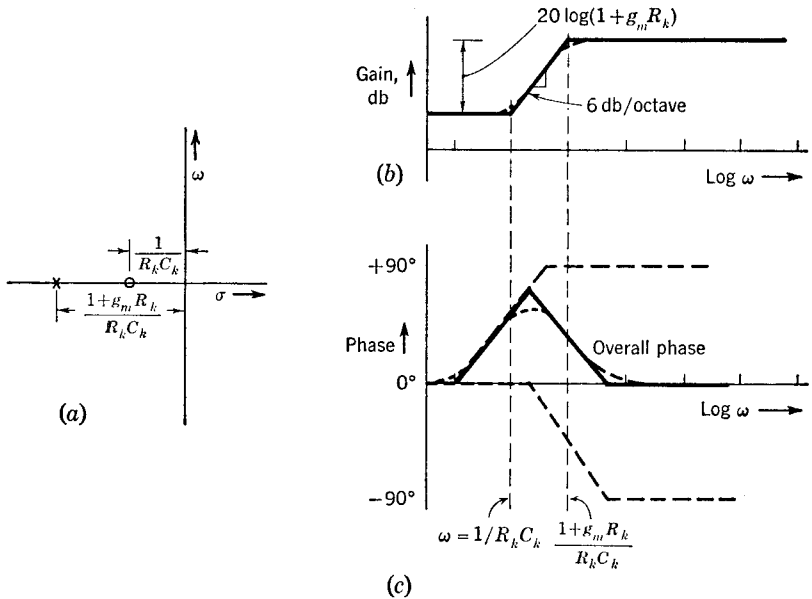 20 log(1+g_m R_k)
Gain,
db
6 db/octave
(b)
Log ω
ω
1
R_k C_k
σ
1+g_m R_k
R_k C_k
(a)
+90°
Phase
Overall phase
0°
Log ω
−90°
ω = 1/R_k C_k
1+g_m R_k
R_k C_k
(c)